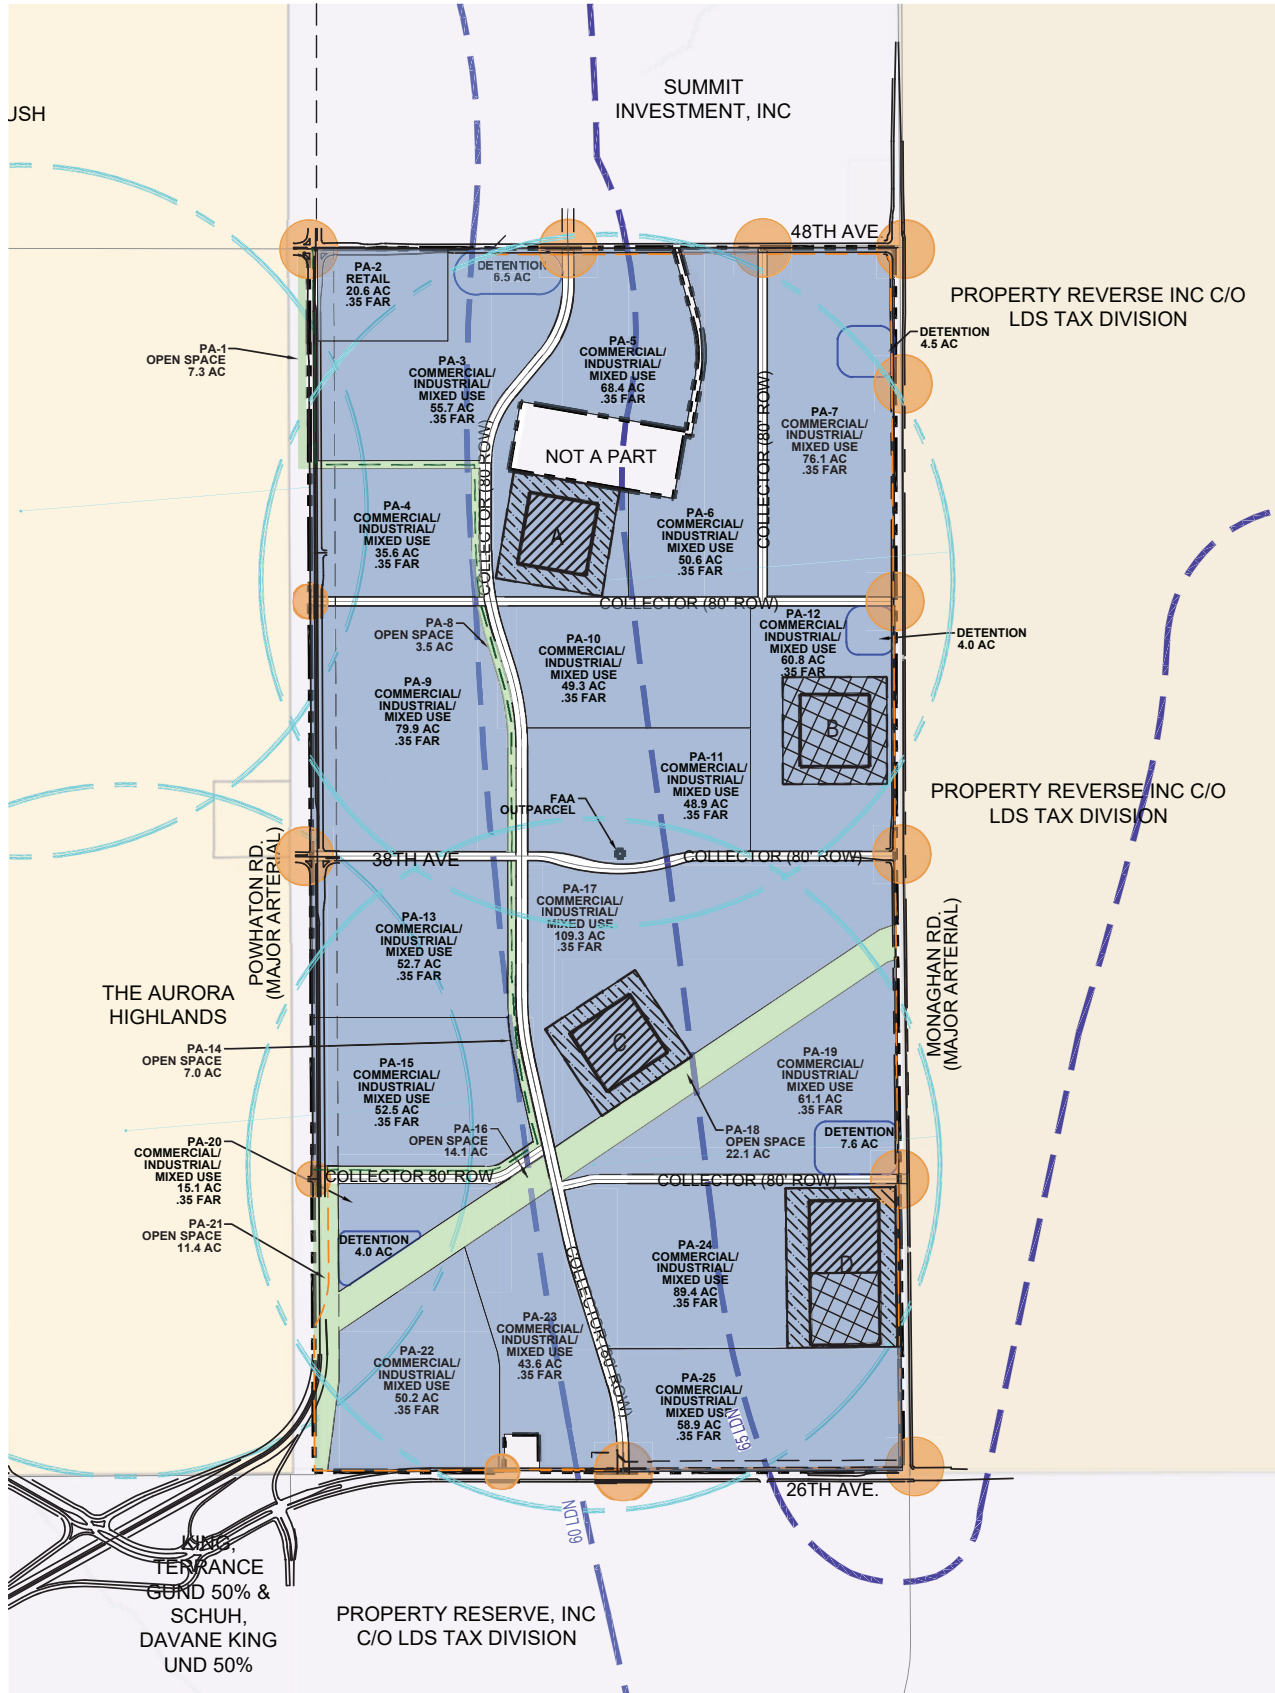 SUMMIT
INVESTMENT, INC
USH
48TH AVE.
PA-2
RETAIL
20.6 AC
.35 FAR
DETENTION
6.5 AC
PROPERTY REVERSE INC C/O
LDS TAX DIVISION
DETENTION
4.5 AC
PA-1
OPEN SPACE
7.3 AC
PA-3
COMMERCIAL/
INDUSTRIAL/
MIXED USE
55.7 AC
.35 FAR
PA-5
COMMERCIAL/
INDUSTRIAL/
MIXED USE
68.4 AC
.35 FAR
PA-7
COMMERCIAL/
INDUSTRIAL/
MIXED USE
76.1 AC
.35 FAR
COLLECTOR (80' ROW)
COLLECTOR (80' ROW)
NOT A PART
PA-4
COMMERCIAL/
INDUSTRIAL/
MIXED USE
35.6 AC
.35 FAR
A
PA-6
COMMERCIAL/
INDUSTRIAL/
MIXED USE
50.6 AC
.35 FAR
COLLECTOR (80' ROW)
PA-8
OPEN SPACE
3.5 AC
PA-10
COMMERCIAL/
INDUSTRIAL/
MIXED USE
49.3 AC
.35 FAR
PA-12
COMMERCIAL/
INDUSTRIAL/
MIXED USE
60.8 AC
.35 FAR
DETENTION
4.0 AC
PA-9
COMMERCIAL/
INDUSTRIAL/
MIXED USE
79.9 AC
.35 FAR
B
PA-11
COMMERCIAL/
INDUSTRIAL/
MIXED USE
48.9 AC
.35 FAR
FAA
OUTPARCEL
PROPERTY REVERSE INC C/O
LDS TAX DIVISION
38TH AVE
COLLECTOR (80' ROW)
POWHATON RD.
(MAJOR ARTERIAL)
PA-13
COMMERCIAL/
INDUSTRIAL/
MIXED USE
52.7 AC
.35 FAR
PA-17
COMMERCIAL/
INDUSTRIAL/
MIXED USE
109.3 AC
.35 FAR
MONAGHAN RD.
(MAJOR ARTERIAL)
THE AURORA
HIGHLANDS
PA-14
OPEN SPACE
7.0 AC
C
PA-15
COMMERCIAL/
INDUSTRIAL/
MIXED USE
52.5 AC
.35 FAR
PA-19
COMMERCIAL/
INDUSTRIAL/
MIXED USE
61.1 AC
.35 FAR
PA-16
OPEN SPACE
14.1 AC
PA-18
OPEN SPACE
22.1 AC
DETENTION
7.6 AC
PA-20
COMMERCIAL/
INDUSTRIAL/
MIXED USE
15.1 AC
.35 FAR
COLLECTOR 80' ROW
COLLECTOR (80' ROW)
PA-21
OPEN SPACE
11.4 AC
DETENTION
4.0 AC
PA-24
COMMERCIAL/
INDUSTRIAL/
MIXED USE
89.4 AC
.35 FAR
D
COLLECTOR (80' ROW)
PA-23
COMMERCIAL/
INDUSTRIAL/
MIXED USE
43.6 AC
.35 FAR
PA-22
COMMERCIAL/
INDUSTRIAL/
MIXED USE
50.2 AC
.35 FAR
PA-25
COMMERCIAL/
INDUSTRIAL/
MIXED USE
58.9 AC
.35 FAR
65 LDN
26TH AVE.
60 LDN
KING,
TERRANCE
GUND 50% &
SCHUH,
DAVANE KING
UND 50%
PROPERTY RESERVE, INC
C/O LDS TAX DIVISION